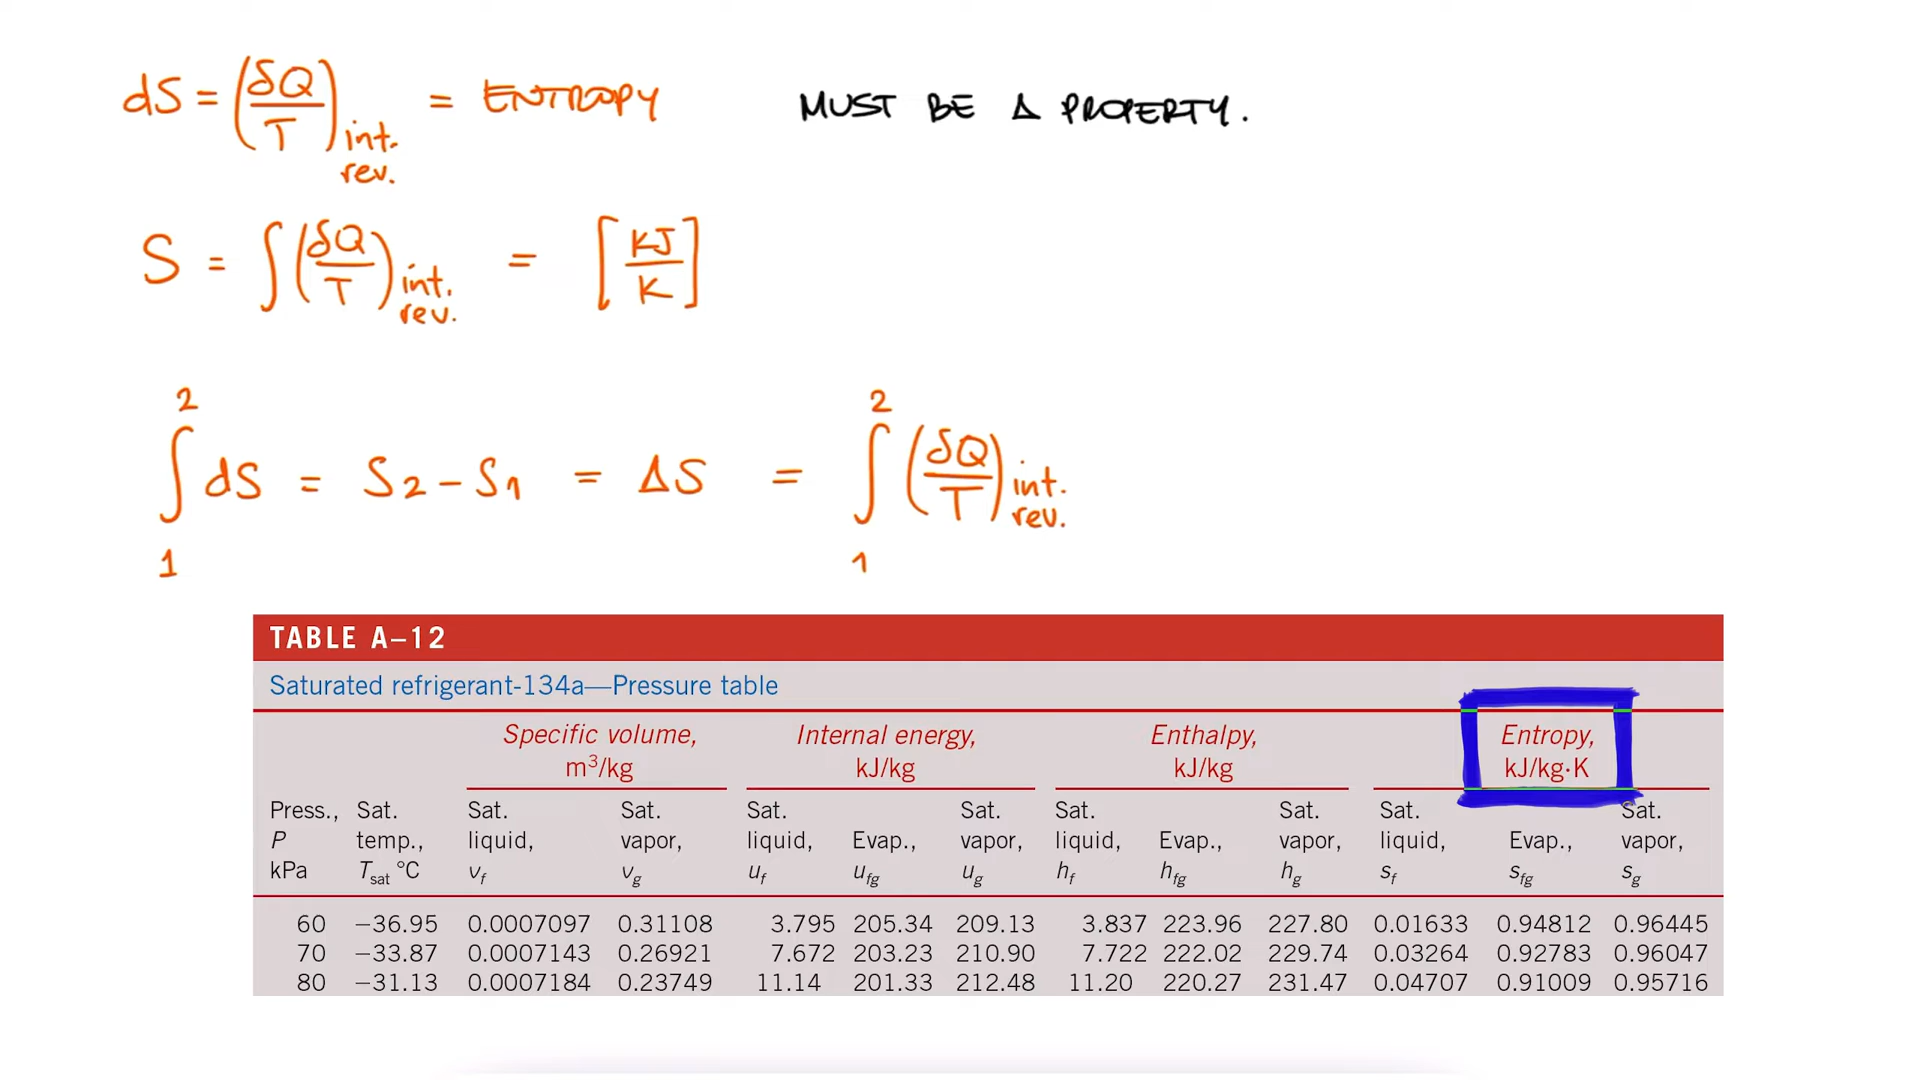 dS = (δQ/T) int. rev. = ENTROPY MUST BE A PROPERTY.
S = ∫ (δQ/T) int. rev. = [kJ/K]
∫₁² dS = S₂ - S₁ = ΔS = ∫₁² (δQ/T) int. rev.
TABLE A–12
Saturated refrigerant-134a—Pressure table
Specific volume, Internal energy, Enthalpy, Entropy,
m³/kg kJ/kg kJ/kg kJ/kg·K
Press., Sat. Sat. Sat. Sat. Sat. Sat. Sat. Sat. Sat.
P temp., liquid, vapor, liquid, Evap., vapor, liquid, Evap., vapor, liquid, Evap., vapor,
kPa Tsat °C vf vg uf ufg ug hf hfg hg sf sfg sg
60 −36.95 0.0007097 0.31108 3.795 205.34 209.13 3.837 223.96 227.80 0.01633 0.94812 0.96445
70 −33.87 0.0007143 0.26921 7.672 203.23 210.90 7.722 222.02 229.74 0.03264 0.92783 0.96047
80 −31.13 0.0007184 0.23749 11.14 201.33 212.48 11.20 220.27 231.47 0.04707 0.91009 0.95716